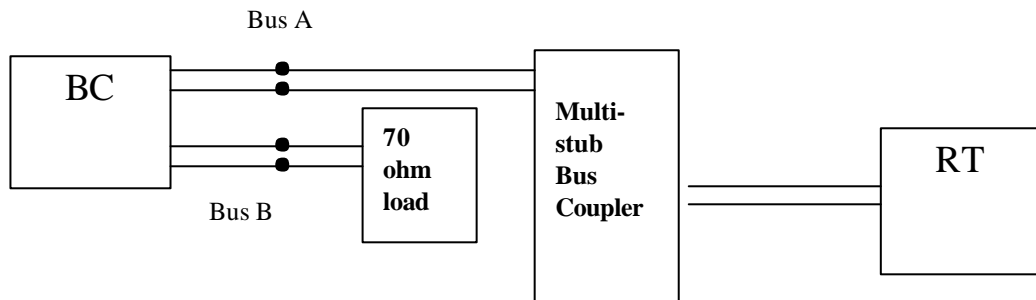 Bus A
BC
Multi-
stub
Bus
Coupler
70
ohm
load
RT
Bus B